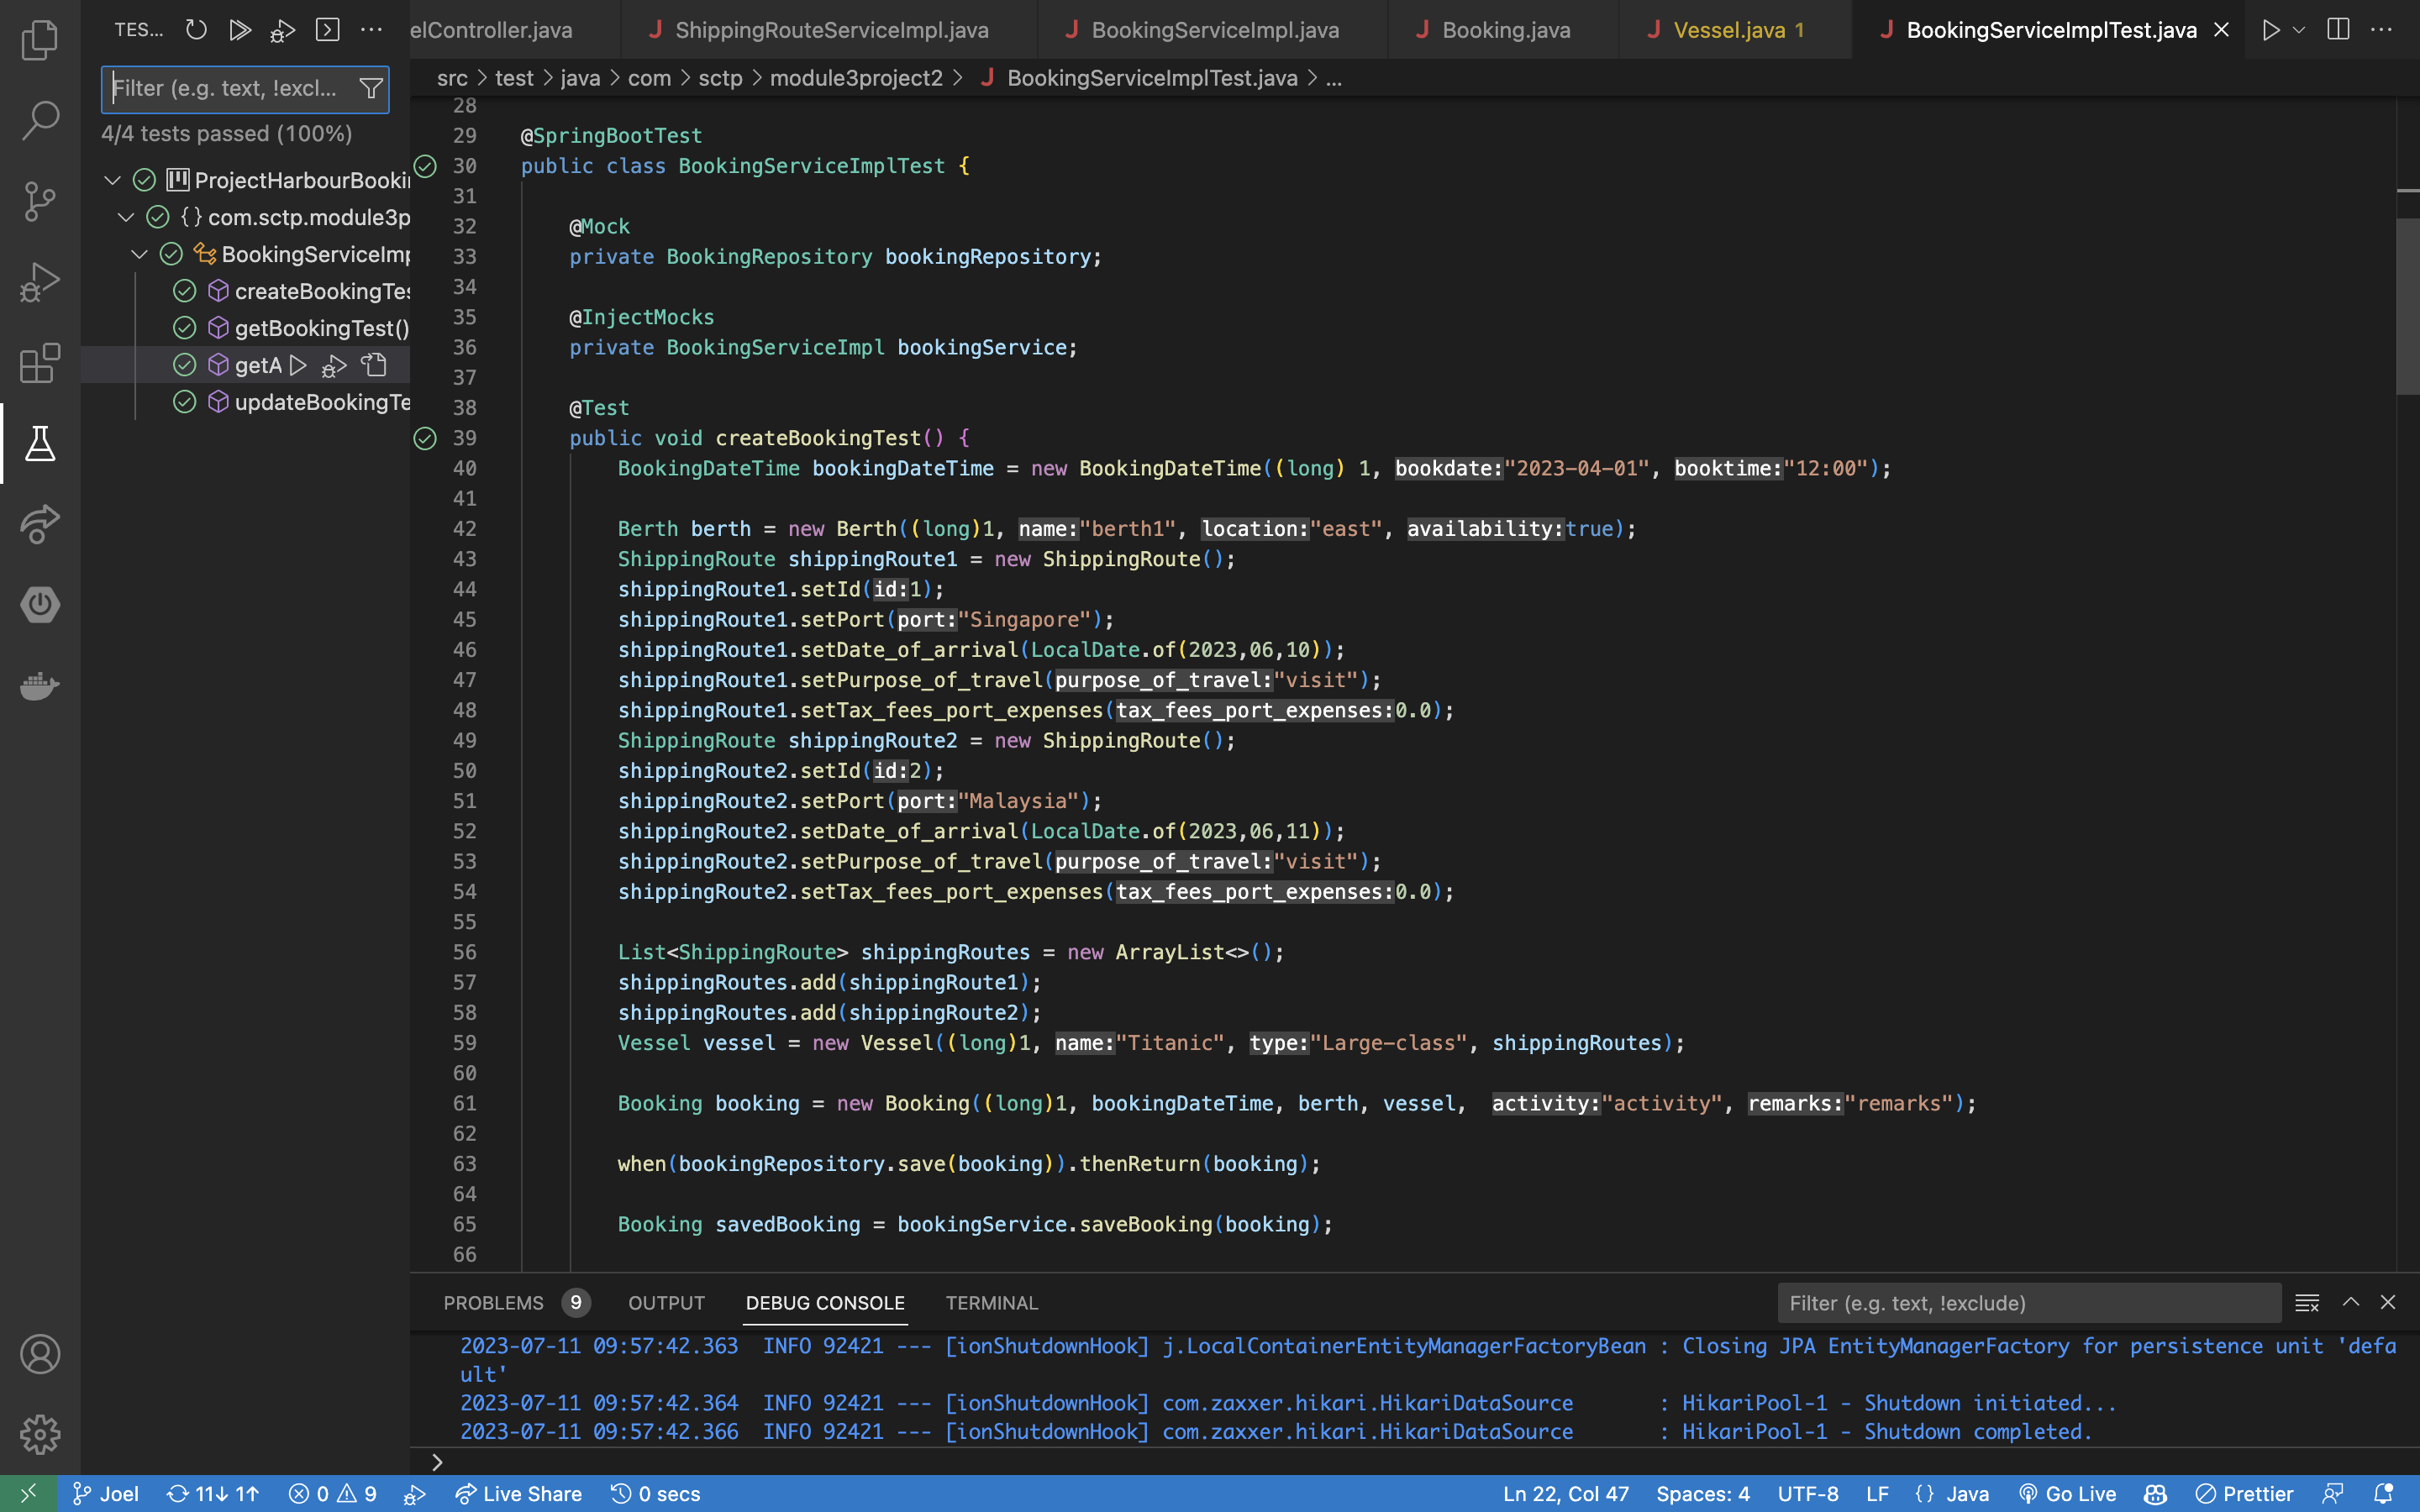 TES...
elController.java
ShippingRouteServiceImpl.java
BookingServiceImpl.java
Booking.java
Vessel.java 1
BookingServiceImplTest.java
Filter (e.g. text, !excl...
src > test > java > com > sctp > module3project2 > BookingServiceImplTest.java > ...
4/4 tests passed (100%)
ProjectHarbourBookin
{} com.sctp.module3p
BookingServiceImp
createBookingTes
getBookingTest()
getA
updateBookingTe
28
29 @SpringBootTest
30 public class BookingServiceImplTest {
31
32 @Mock
33 private BookingRepository bookingRepository;
34
35 @InjectMocks
36 private BookingServiceImpl bookingService;
37
38 @Test
39 public void createBookingTest() {
40 BookingDateTime bookingDateTime = new BookingDateTime((long) 1, bookdate:"2023-04-01", booktime:"12:00");
41
42 Berth berth = new Berth((long)1, name:"berth1", location:"east", availability:true);
43 ShippingRoute shippingRoute1 = new ShippingRoute();
44 shippingRoute1.setId(id:1);
45 shippingRoute1.setPort(port:"Singapore");
46 shippingRoute1.setDate_of_arrival(LocalDate.of(2023,06,10));
47 shippingRoute1.setPurpose_of_travel(purpose_of_travel:"visit");
48 shippingRoute1.setTax_fees_port_expenses(tax_fees_port_expenses:0.0);
49 ShippingRoute shippingRoute2 = new ShippingRoute();
50 shippingRoute2.setId(id:2);
51 shippingRoute2.setPort(port:"Malaysia");
52 shippingRoute2.setDate_of_arrival(LocalDate.of(2023,06,11));
53 shippingRoute2.setPurpose_of_travel(purpose_of_travel:"visit");
54 shippingRoute2.setTax_fees_port_expenses(tax_fees_port_expenses:0.0);
55
56 List<ShippingRoute> shippingRoutes = new ArrayList<>();
57 shippingRoutes.add(shippingRoute1);
58 shippingRoutes.add(shippingRoute2);
59 Vessel vessel = new Vessel((long)1, name:"Titanic", type:"Large-class", shippingRoutes);
60
61 Booking booking = new Booking((long)1, bookingDateTime, berth, vessel, activity:"activity", remarks:"remarks");
62
63 when(bookingRepository.save(booking)).thenReturn(booking);
64
65 Booking savedBooking = bookingService.saveBooking(booking);
66
PROBLEMS 9 OUTPUT DEBUG CONSOLE TERMINAL Filter (e.g. text, !exclude)
2023-07-11 09:57:42.363 INFO 92421 --- [ionShutdownHook] j.LocalContainerEntityManagerFactoryBean : Closing JPA EntityManagerFactory for persistence unit 'defa
ult'
2023-07-11 09:57:42.364 INFO 92421 --- [ionShutdownHook] com.zaxxer.hikari.HikariDataSource : HikariPool-1 - Shutdown initiated...
2023-07-11 09:57:42.366 INFO 92421 --- [ionShutdownHook] com.zaxxer.hikari.HikariDataSource : HikariPool-1 - Shutdown completed.
>
Joel 11↓ 1↑ 0 9 Live Share 0 secs Ln 22, Col 47 Spaces: 4 UTF-8 LF {} Java Go Live Prettier